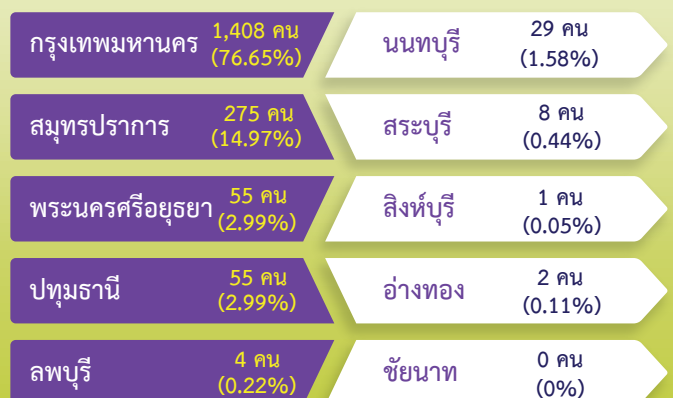 กรุงเทพมหานคร 1,408 คน
(76.65%)
นนทบุรี 29 คน
(1.58%)
สมุทรปราการ 275 คน
(14.97%)
สระบุรี 8 คน
(0.44%)
พระนครศรีอยุธยา 55 คน
(2.99%)
สิงห์บุรี 1 คน
(0.05%)
ปทุมธานี 55 คน
(2.99%)
อ่างทอง 2 คน
(0.11%)
ลพบุรี 4 คน
(0.22%)
ชัยนาท 0 คน
(0%)